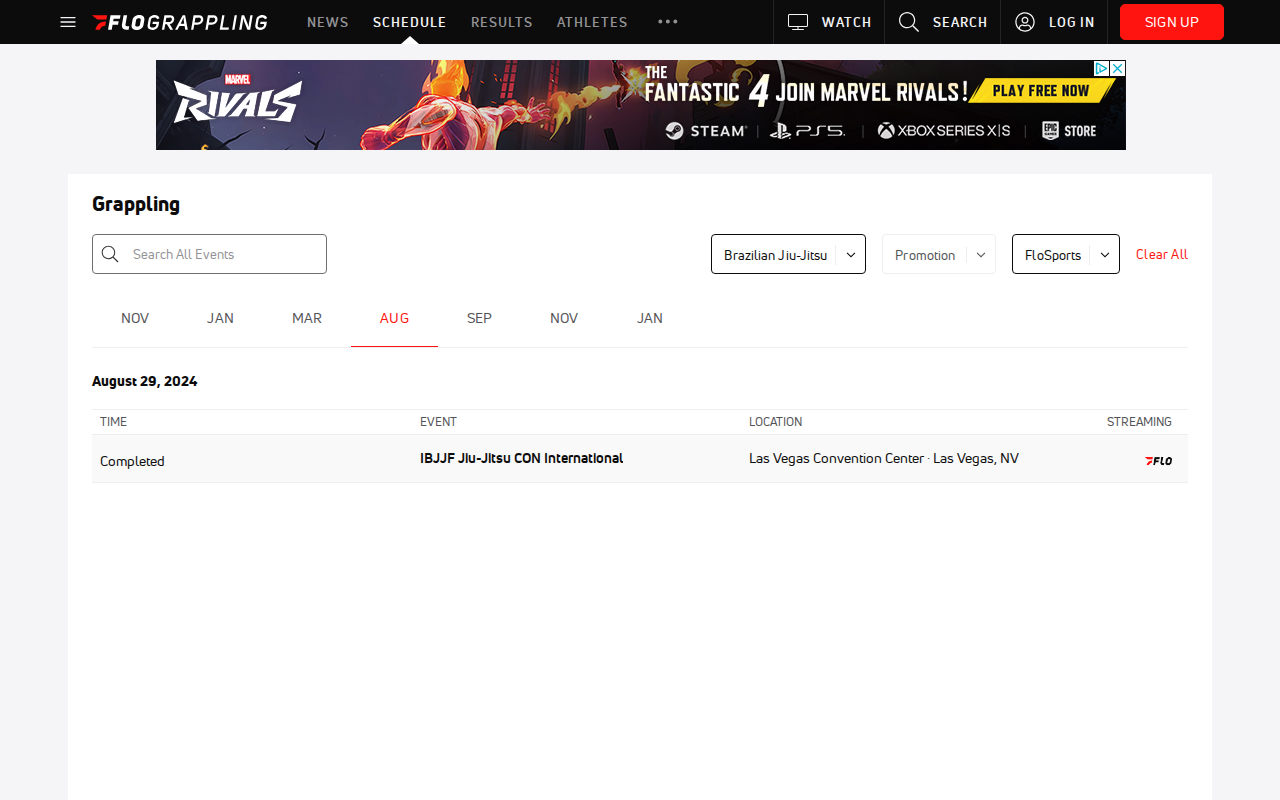 FLOGRAPPLING
NEWS
SCHEDULE
RESULTS
ATHLETES
WATCH
SEARCH
LOG IN
SIGN UP
MARVEL
RIVALS
THE
FANTASTIC 4 JOIN MARVEL RIVALS!
PLAY FREE NOW
STEAM
PS5
XBOX SERIES X|S
EPIC GAMES STORE
Grappling
Search All Events
Brazilian Jiu-Jitsu
Promotion
FloSports
Clear All
NOV
JAN
MAR
AUG
SEP
NOV
JAN
August 29, 2024
TIME
EVENT
LOCATION
STREAMING
Completed
IBJJF Jiu-Jitsu CON International
Las Vegas Convention Center · Las Vegas, NV
FLO